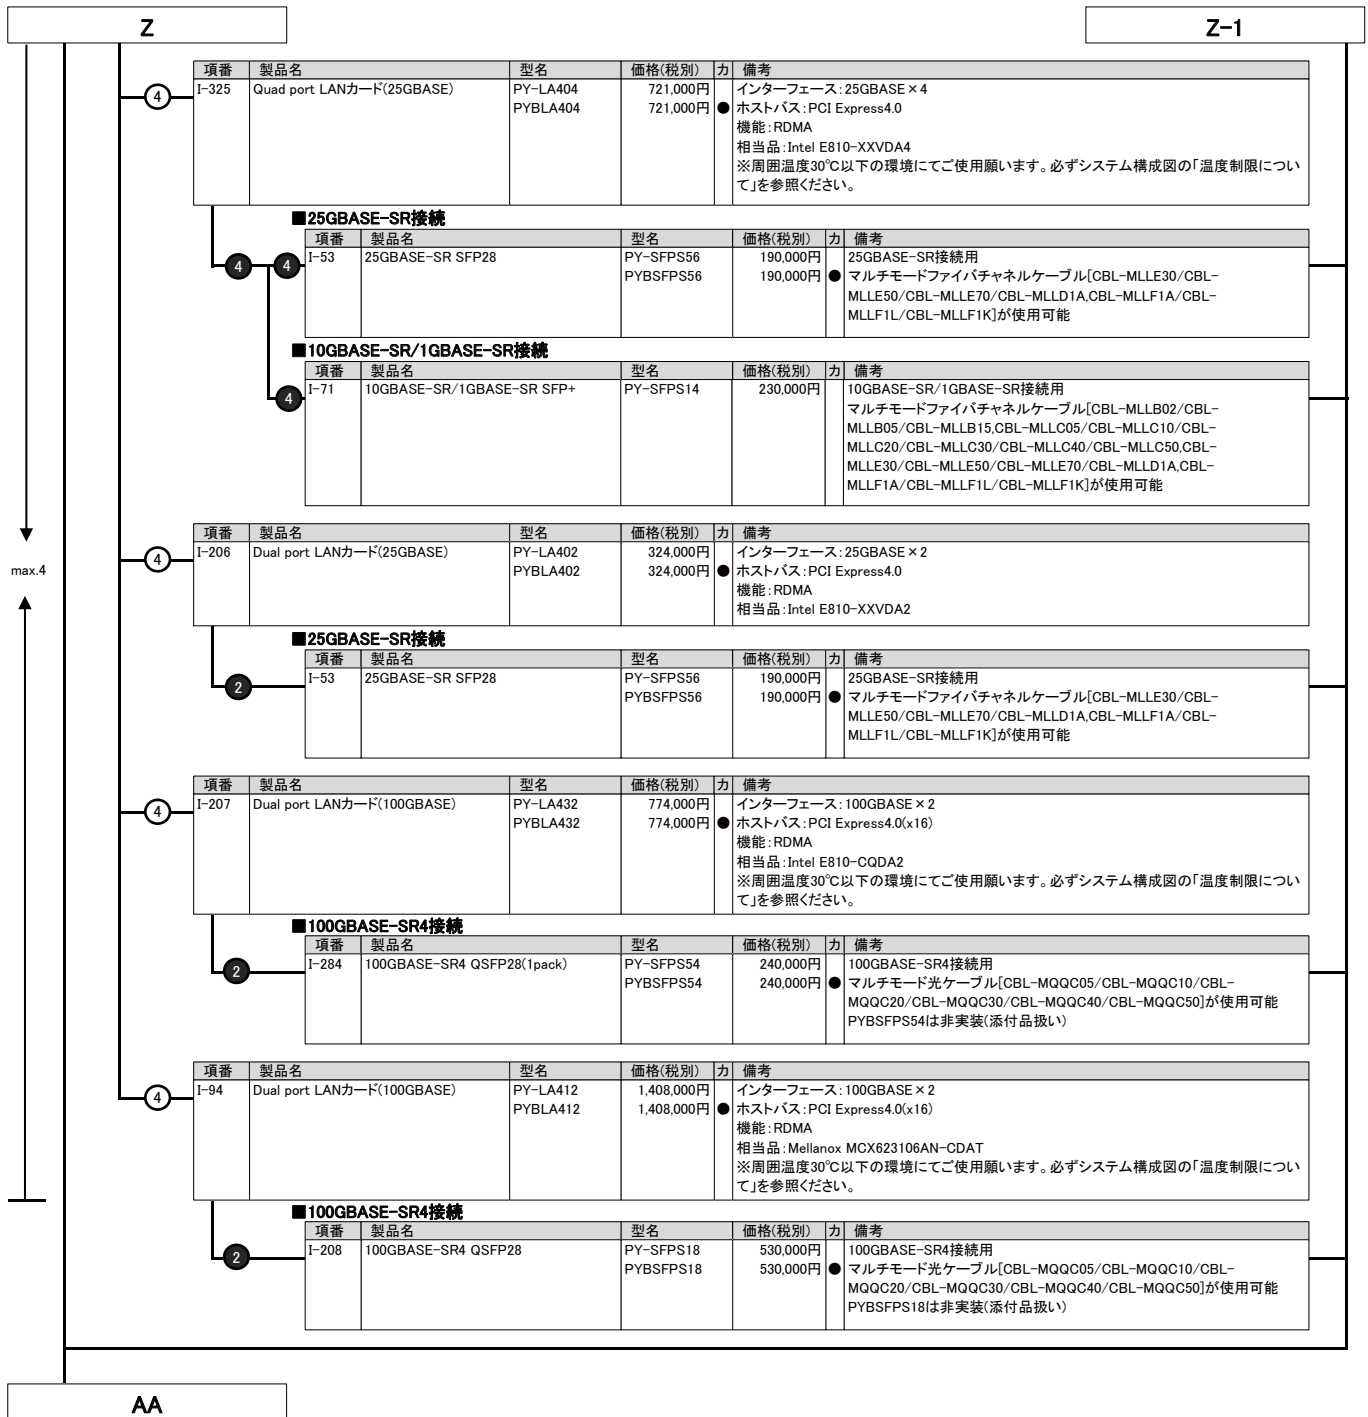 Z
Z-1
項番 製品名 型名 価格(税別) カ 備考
④ I-325 Quad port LANカード(25GBASE) PY-LA404 721,000円 インターフェース:25GBASE×4
PYBLA404 721,000円 ● ホストバス:PCI Express4.0
機能:RDMA
相当品:Intel E810-XXVDA4
※周囲温度30℃以下の環境にてご使用願います。必ずシステム構成図の「温度制限につい
て」を参照ください。
■25GBASE-SR接続
項番 製品名 型名 価格(税別) カ 備考
4 4 I-53 25GBASE-SR SFP28 PY-SFPS56 190,000円 25GBASE-SR接続用
PYBSFPS56 190,000円 ● マルチモードファイバチャネルケーブル[CBL-MLLE30/CBL-
MLLE50/CBL-MLLE70/CBL-MLLD1A,CBL-MLLF1A/CBL-
MLLF1L/CBL-MLLF1K]が使用可能
■10GBASE-SR/1GBASE-SR接続
項番 製品名 型名 価格(税別) カ 備考
4 I-71 10GBASE-SR/1GBASE-SR SFP+ PY-SFPS14 230,000円 10GBASE-SR/1GBASE-SR接続用
マルチモードファイバチャネルケーブル[CBL-MLLB02/CBL-
MLLB05/CBL-MLLB15,CBL-MLLC05/CBL-MLLC10/CBL-
MLLC20/CBL-MLLC30/CBL-MLLC40/CBL-MLLC50,CBL-
MLLE30/CBL-MLLE50/CBL-MLLE70/CBL-MLLD1A,CBL-
MLLF1A/CBL-MLLF1L/CBL-MLLF1K]が使用可能
項番 製品名 型名 価格(税別) カ 備考
④ I-206 Dual port LANカード(25GBASE) PY-LA402 324,000円 インターフェース:25GBASE×2
max.4
PYBLA402 324,000円 ● ホストバス:PCI Express4.0
機能:RDMA
相当品:Intel E810-XXVDA2
■25GBASE-SR接続
項番 製品名 型名 価格(税別) カ 備考
2 I-53 25GBASE-SR SFP28 PY-SFPS56 190,000円 25GBASE-SR接続用
PYBSFPS56 190,000円 ● マルチモードファイバチャネルケーブル[CBL-MLLE30/CBL-
MLLE50/CBL-MLLE70/CBL-MLLD1A,CBL-MLLF1A/CBL-
MLLF1L/CBL-MLLF1K]が使用可能
項番 製品名 型名 価格(税別) カ 備考
④ I-207 Dual port LANカード(100GBASE) PY-LA432 774,000円 インターフェース:100GBASE×2
PYBLA432 774,000円 ● ホストバス:PCI Express4.0(x16)
機能:RDMA
相当品:Intel E810-CQDA2
※周囲温度30℃以下の環境にてご使用願います。必ずシステム構成図の「温度制限につい
て」を参照ください。
■100GBASE-SR4接続
項番 製品名 型名 価格(税別) カ 備考
2 I-284 100GBASE-SR4 QSFP28(1pack) PY-SFPS54 240,000円 100GBASE-SR4接続用
PYBSFPS54 240,000円 ● マルチモード光ケーブル[CBL-MQQC05/CBL-MQQC10/CBL-
MQQC20/CBL-MQQC30/CBL-MQQC40/CBL-MQQC50]が使用可能
PYBSFPS54は非実装(添付品扱い)
項番 製品名 型名 価格(税別) カ 備考
④ I-94 Dual port LANカード(100GBASE) PY-LA412 1,408,000円 インターフェース:100GBASE×2
PYBLA412 1,408,000円 ● ホストバス:PCI Express4.0(x16)
機能:RDMA
相当品:Mellanox MCX623106AN-CDAT
※周囲温度30℃以下の環境にてご使用願います。必ずシステム構成図の「温度制限につい
て」を参照ください。
■100GBASE-SR4接続
項番 製品名 型名 価格(税別) カ 備考
2 I-208 100GBASE-SR4 QSFP28 PY-SFPS18 530,000円 100GBASE-SR4接続用
PYBSFPS18 530,000円 ● マルチモード光ケーブル[CBL-MQQC05/CBL-MQQC10/CBL-
MQQC20/CBL-MQQC30/CBL-MQQC40/CBL-MQQC50]が使用可能
PYBSFPS18は非実装(添付品扱い)
AA